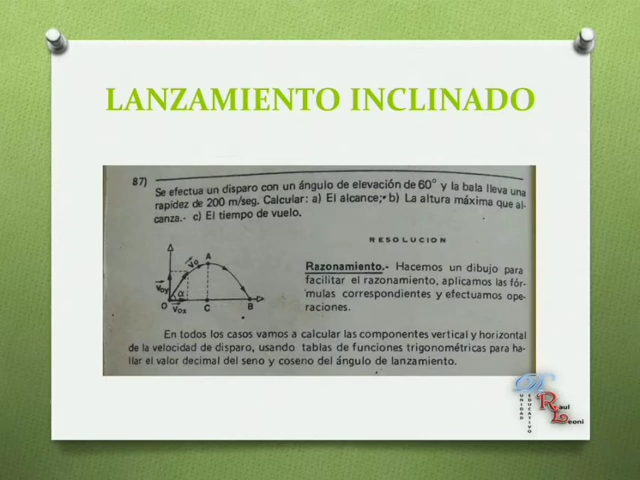 LANZAMIENTO INCLINADO
87)
Se efectua un disparo con un ángulo de elevación de 60° y la bala lleva una
rapidez de 200 m/seg. Calcular: a) El alcance; b) La altura máxima que al-
canza.- c) El tiempo de vuelo.
RESOLUCION
Razonamiento.- Hacemos un dibujo para
facilitar el razonamiento, aplicamos las fór-
mulas correspondientes y efectuamos ope-
raciones.
A
Vo
Voy
α
O
Vox
C
B
En todos los casos vamos a calcular las componentes vertical y horizontal
de la velocidad de disparo, usando tablas de funciones trigonométricas para ha-
llar el valor decimal del seno y coseno del ángulo de lanzamiento.
UNIDAD
EDUCATIVO
Raul
Leoni